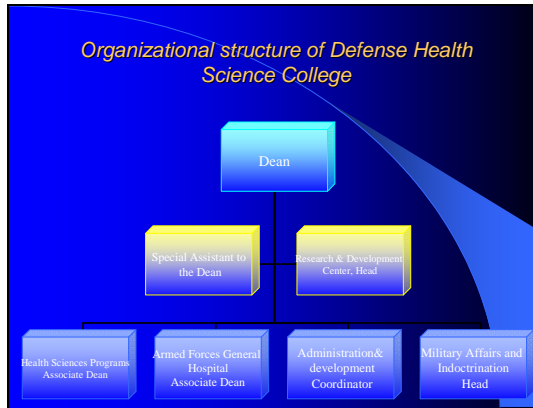 Organizational structure of Defense Health
Science College
Dean
Special Assistant to
the Dean
Research & Development
Center, Head
Health Sciences Programs
Associate Dean
Armed Forces General
Hospital
Associate Dean
Administration&
development
Coordinator
Military Affairs and
Indoctrination
Head